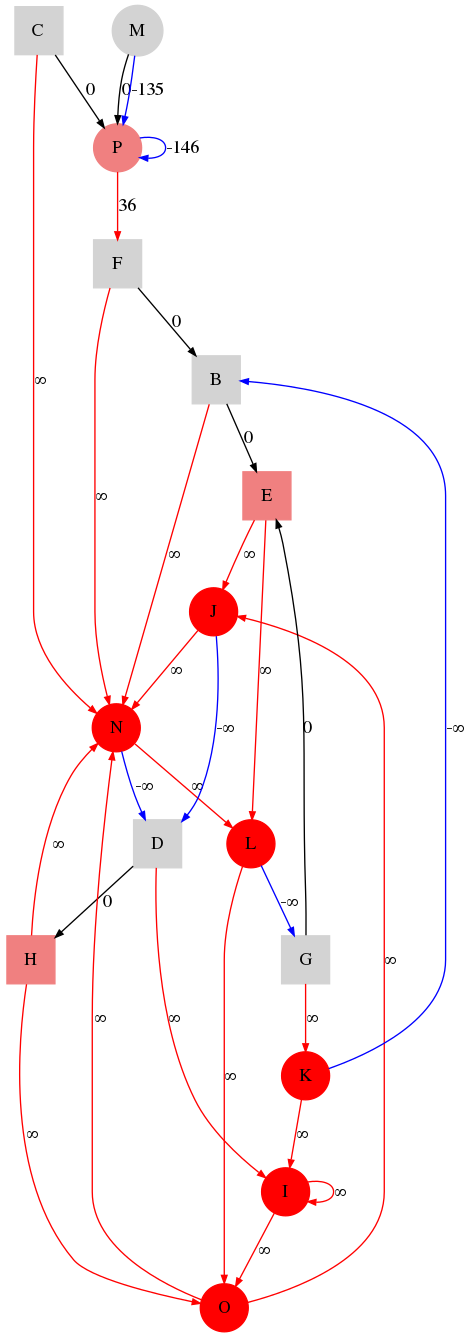 C M
0 0 -135
P -146
36
F
0
∞ B
∞ 0
E
∞ ∞
J
∞ ∞
N -∞ 0 -∞
-∞ ∞
D L
0 -∞
H G ∞
∞ ∞ ∞
K
∞ ∞ ∞
I ∞
∞
O